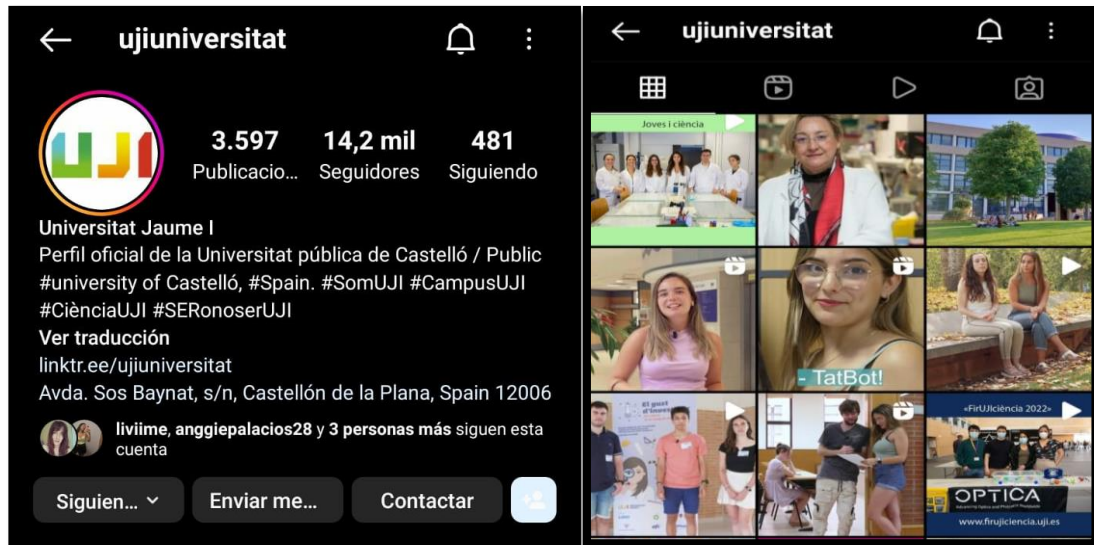 ujiuniversitat
UJI
3.597 14,2 mil 481
Publicacio... Seguidores Siguiendo
Universitat Jaume I
Perfil oficial de la Universitat pública de Castelló / Public
#university of Castelló, #Spain. #SomUJI #CampusUJI
#CiènciaUJI #SERonoserUJI
Ver traducción
linktr.ee/ujiuniversitat
Avda. Sos Baynat, s/n, Castellón de la Plana, Spain 12006
liviime, anggiepalacios28 y 3 personas más siguen esta
cuenta
Siguien... Enviar me... Contactar
ujiuniversitat
Joves i ciència
- TatBot!
El gust
«FirUJIciència 2022»
OPTICA
www.firujiciencia.uji.es